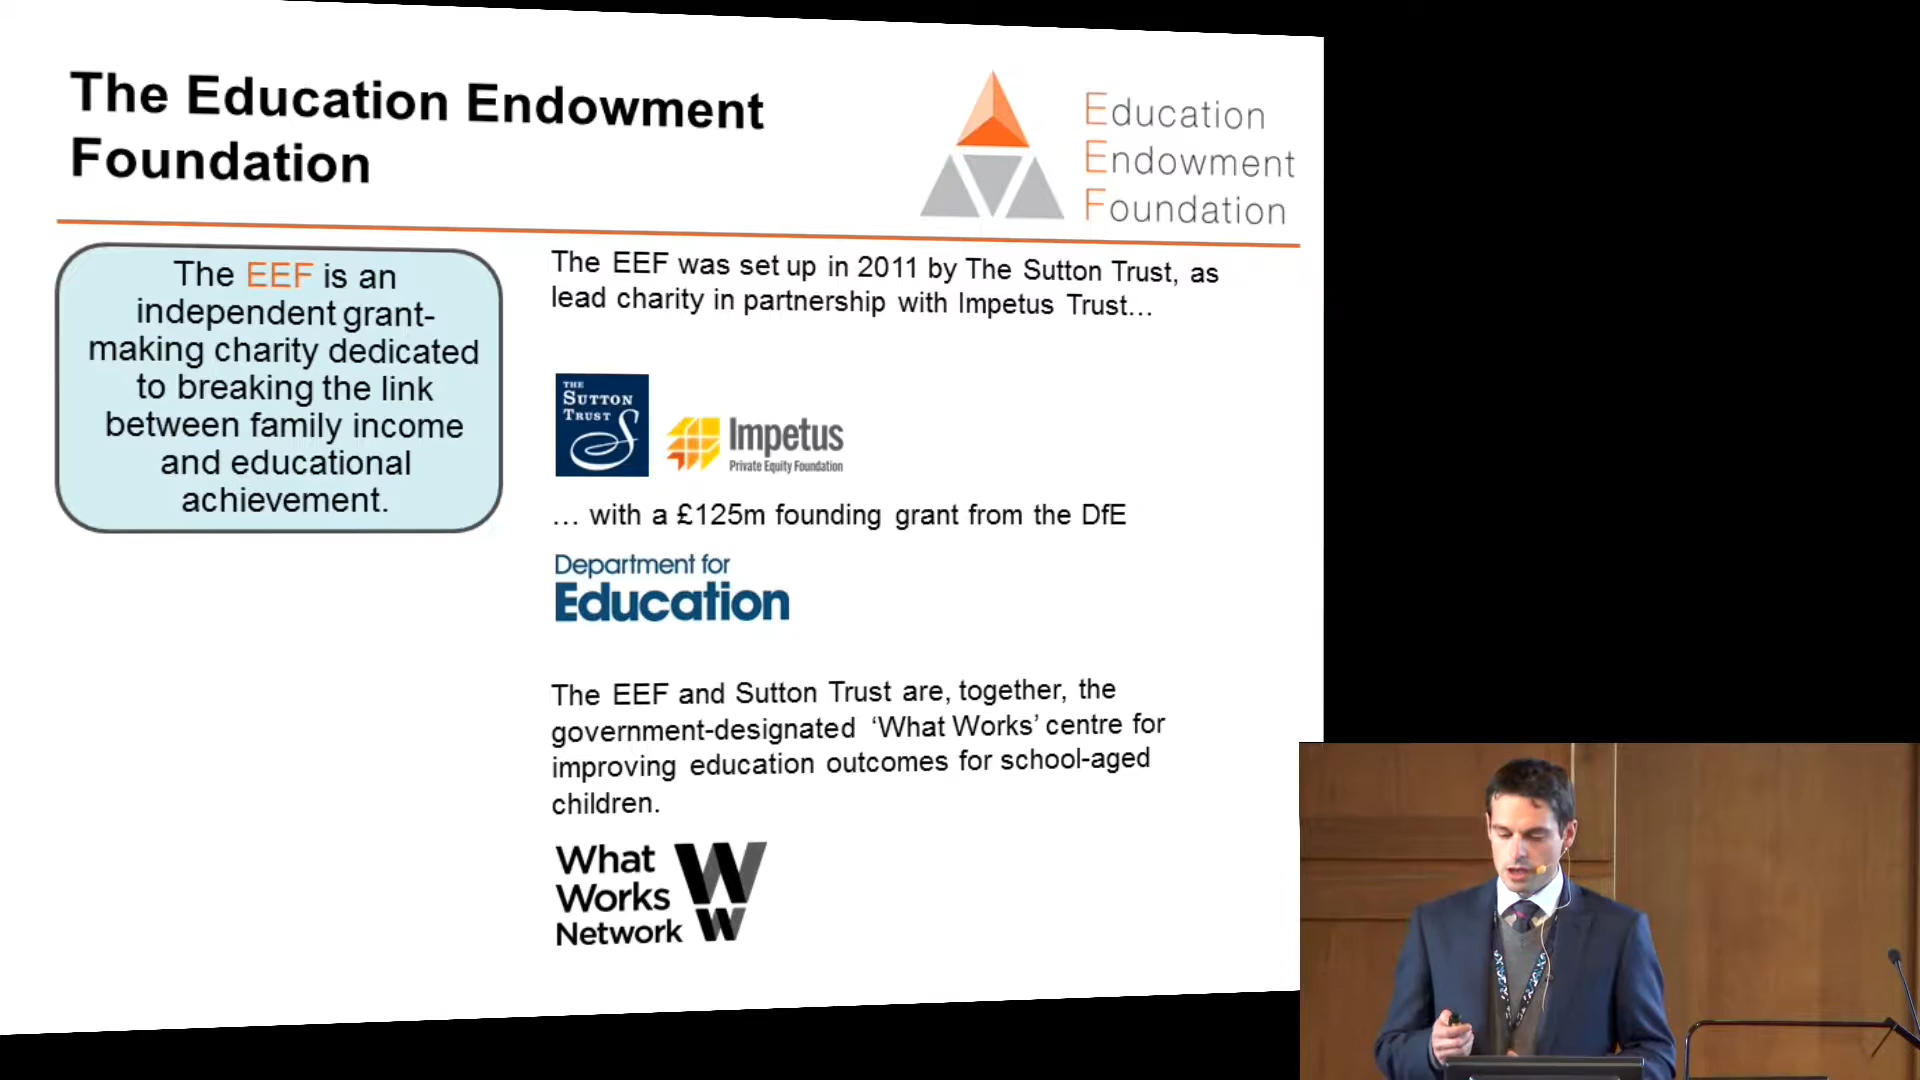 The Education Endowment
Foundation
Education
Endowment
Foundation
The EEF is an
independent grant-
making charity dedicated
to breaking the link
between family income
and educational
achievement.
The EEF was set up in 2011 by The Sutton Trust, as
lead charity in partnership with Impetus Trust…
THE
SUTTON
TRUST
Impetus
Private Equity Foundation
… with a £125m founding grant from the DfE
Department for
Education
The EEF and Sutton Trust are, together, the
government-designated ‘What Works’ centre for
improving education outcomes for school-aged
children.
What
Works
Network